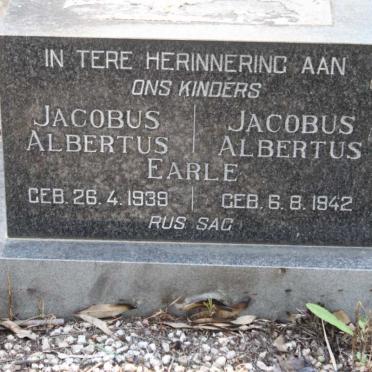 IN TERE HERINNERING AAN
ONS KINDERS
JACOBUS ALBERTUS
JACOBUS ALBERTUS
EARLE
GEB. 26. 4. 1939
GEB. 6. 8. 1942
RUS SAG